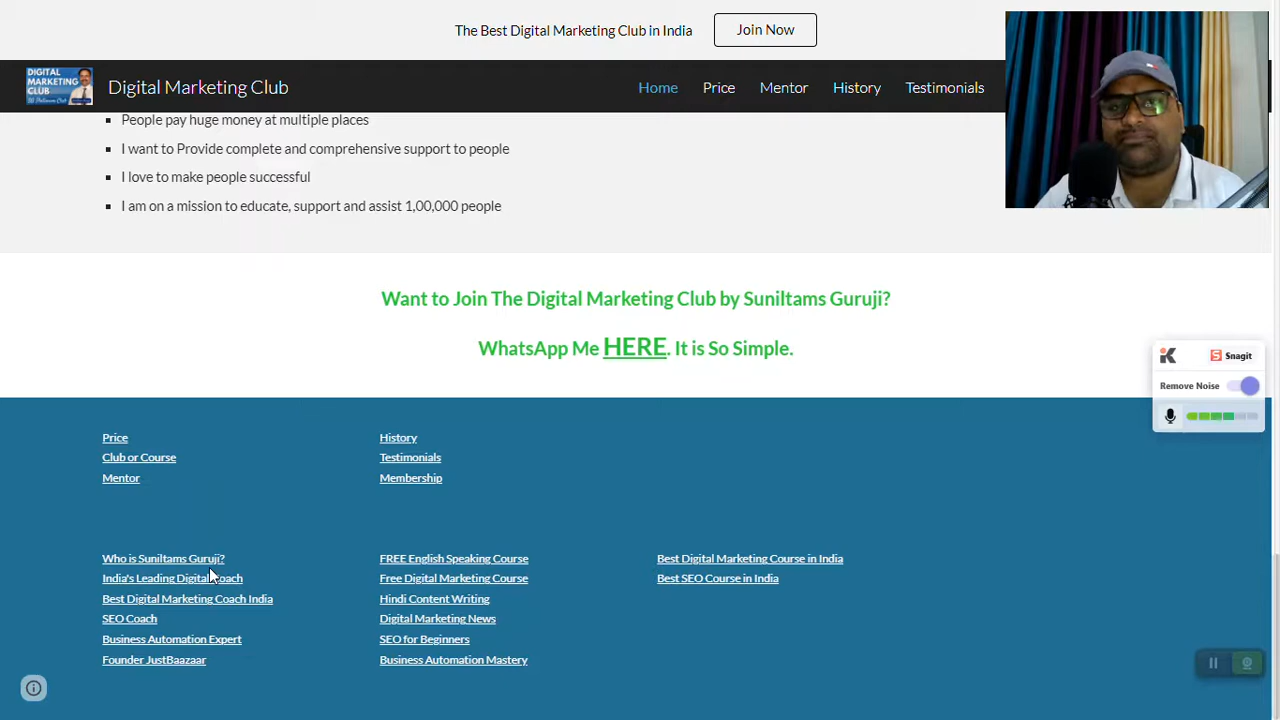 The Best Digital Marketing Club in India
Join Now
DIGITAL
MARKETING
CLUB
Digital Marketing Club
Home
Price
Mentor
History
Testimonials
People pay huge money at multiple places
I want to Provide complete and comprehensive support to people
I love to make people successful
I am on a mission to educate, support and assist 1,00,000 people
Want to Join The Digital Marketing Club by Suniltams Guruji?
WhatsApp Me HERE. It is So Simple.
Snagit
Remove Noise
Price
Club or Course
Mentor
History
Testimonials
Membership
Who is Suniltams Guruji?
India's Leading Digital Coach
Best Digital Marketing Coach India
SEO Coach
Business Automation Expert
Founder JustBaazaar
FREE English Speaking Course
Free Digital Marketing Course
Hindi Content Writing
Digital Marketing News
SEO for Beginners
Business Automation Mastery
Best Digital Marketing Course in India
Best SEO Course in India